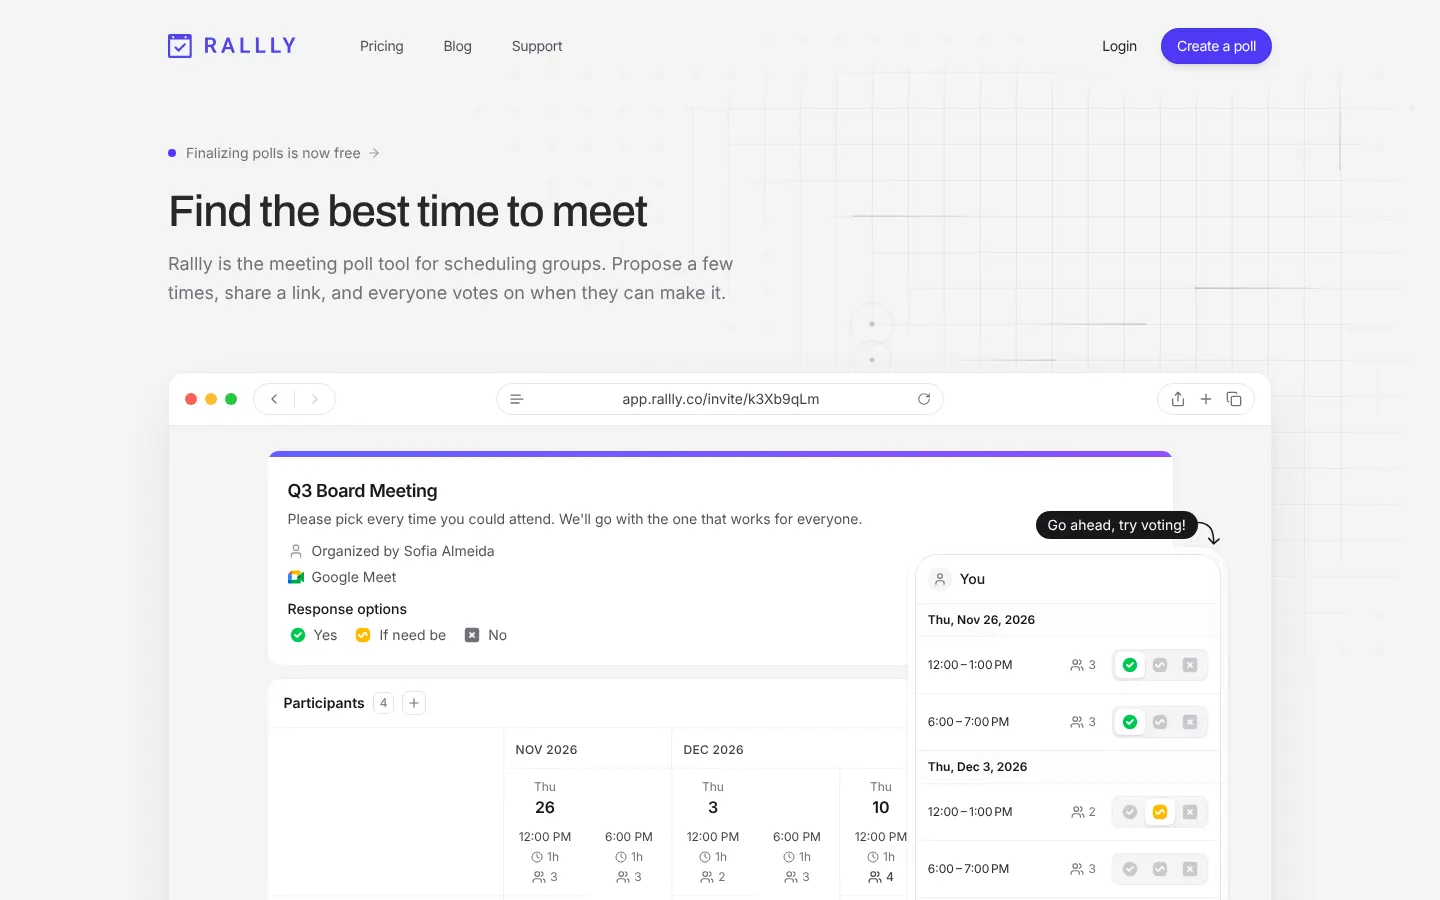 RALLLY
Pricing
Blog
Support
Login
Create a poll
Finalizing polls is now free
Find the best time to meet
Rallly is the meeting poll tool for scheduling groups. Propose a few
times, share a link, and everyone votes on when they can make it.
app.rallly.co/invite/k3Xb9qLm
Q3 Board Meeting
Please pick every time you could attend. We'll go with the one that works for everyone.
Organized by Sofia Almeida
Google Meet
Response options
Yes
If need be
No
Participants 4
NOV 2026
DEC 2026
Thu
26
Thu
3
Thu
10
12:00 PM
6:00 PM
12:00 PM
6:00 PM
12:00 PM
1h
1h
1h
1h
1h
3
3
2
3
4
Go ahead, try voting!
You
Thu, Nov 26, 2026
12:00 – 1:00 PM 3
6:00 – 7:00 PM 3
Thu, Dec 3, 2026
12:00 – 1:00 PM 2
6:00 – 7:00 PM 3